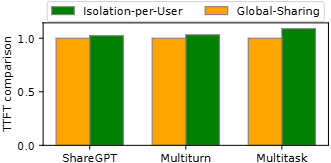 Isolation-per-User Global-Sharing
TTFT comparison
1.0
0.5
0.0
ShareGPT Multiturn Multitask